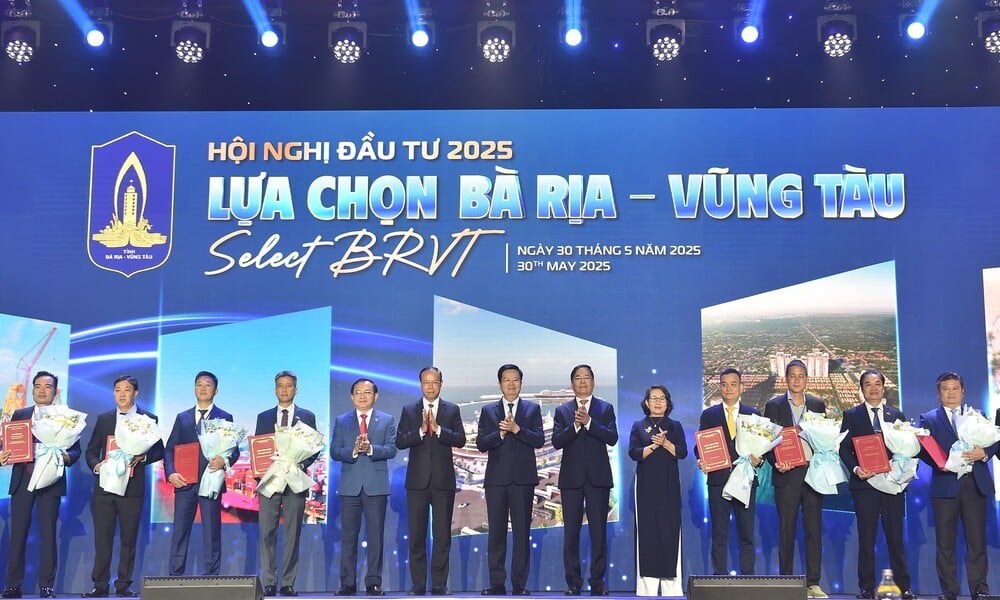 HỘI NGHỊ ĐẦU TƯ 2025
LỰA CHỌN BÀ RỊA – VŨNG TÀU
Select BRVT
NGÀY 30 THÁNG 5 NĂM 2025
30TH MAY 2025
TỈNH
BÀ RỊA - VŨNG TÀU